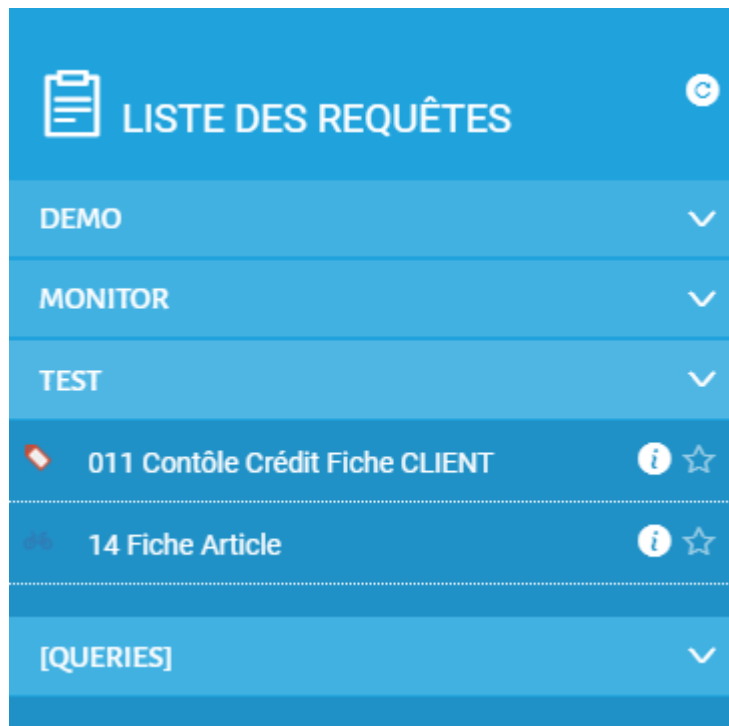 LISTE DES REQUÊTES
DEMO
MONITOR
TEST
011 Contôle Crédit Fiche CLIENT
14 Fiche Article
[QUERIES]